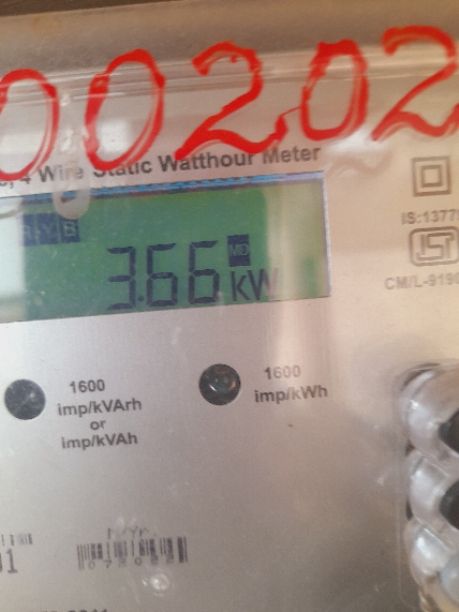 00202
4 Wire Static Watthour Meter
IS:1377
R-Y-B
MD
3.66 kW
CM/L-9190
1600
imp/kVArh
or
imp/kVAh
1600
imp/kWh